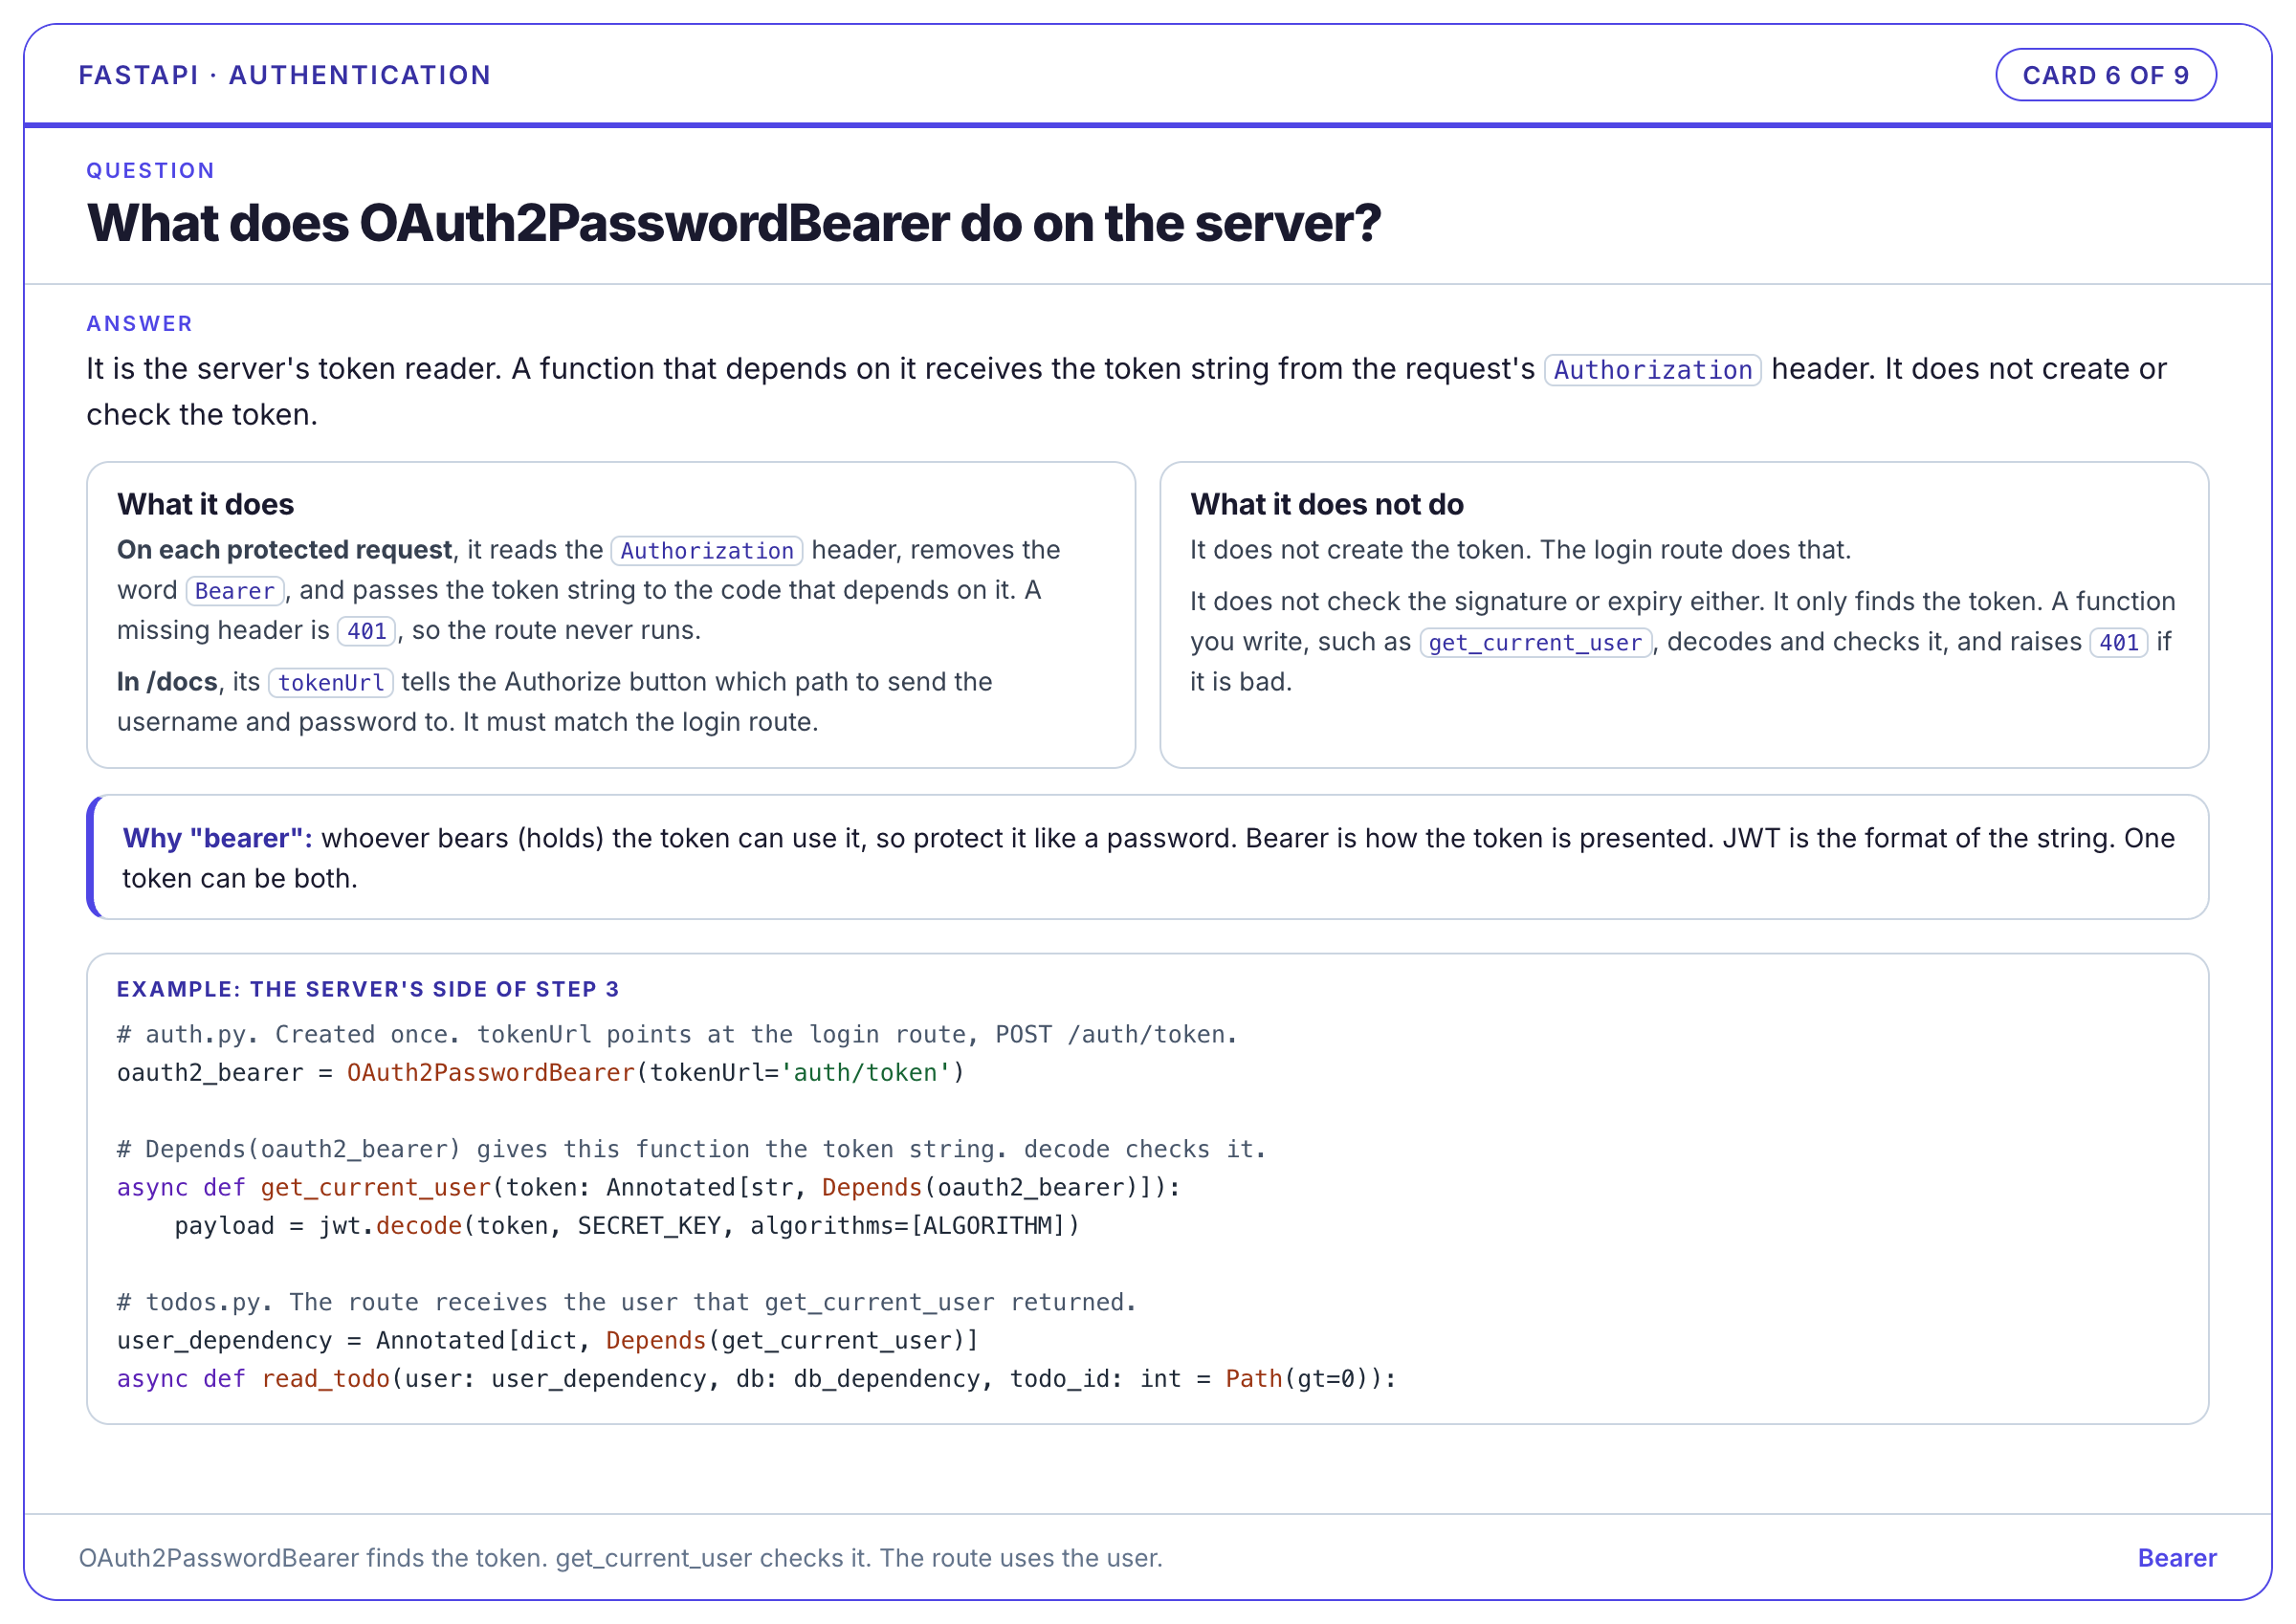 FASTAPI · AUTHENTICATION
CARD 6 OF 9
QUESTION
What does OAuth2PasswordBearer do on the server?
ANSWER
It is the server's token reader. A function that depends on it receives the token string from the request's Authorization header. It does not create or
check the token.
What it does
On each protected request, it reads the Authorization header, removes the
word Bearer, and passes the token string to the code that depends on it. A
missing header is 401, so the route never runs.
In /docs, its tokenUrl tells the Authorize button which path to send the
username and password to. It must match the login route.
What it does not do
It does not create the token. The login route does that.
It does not check the signature or expiry either. It only finds the token. A function
you write, such as get_current_user, decodes and checks it, and raises 401 if
it is bad.
Why "bearer": whoever bears (holds) the token can use it, so protect it like a password. Bearer is how the token is presented. JWT is the format of the string. One
token can be both.
EXAMPLE: THE SERVER'S SIDE OF STEP 3
# auth.py. Created once. tokenUrl points at the login route, POST /auth/token.
oauth2_bearer = OAuth2PasswordBearer(tokenUrl='auth/token')
# Depends(oauth2_bearer) gives this function the token string. decode checks it.
async def get_current_user(token: Annotated[str, Depends(oauth2_bearer)]):
    payload = jwt.decode(token, SECRET_KEY, algorithms=[ALGORITHM])
# todos.py. The route receives the user that get_current_user returned.
user_dependency = Annotated[dict, Depends(get_current_user)]
async def read_todo(user: user_dependency, db: db_dependency, todo_id: int = Path(gt=0)):
OAuth2PasswordBearer finds the token. get_current_user checks it. The route uses the user.
Bearer